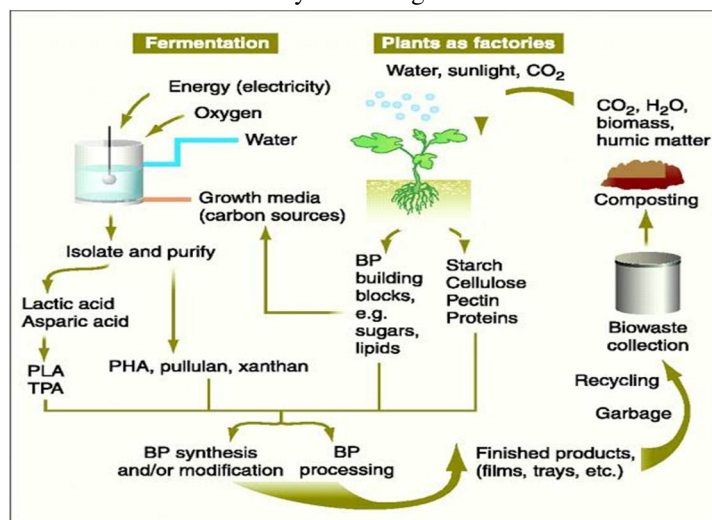 Fermentation
Plants as factories
Energy (electricity)
Oxygen
Water
Growth media
(carbon sources)
Water, sunlight, CO₂
CO₂, H₂O,
biomass,
humic matter
Composting
Isolate and purify
Lactic acid
Asparic acid
PLA
TPA
PHA, pullulan, xanthan
BP
building
blocks,
e.g.
sugars,
lipids
Starch
Cellulose
Pectin
Proteins
Biowaste
collection
Recycling
Garbage
BP synthesis
and/or modification
BP
processing
Finished products,
(films, trays, etc.)